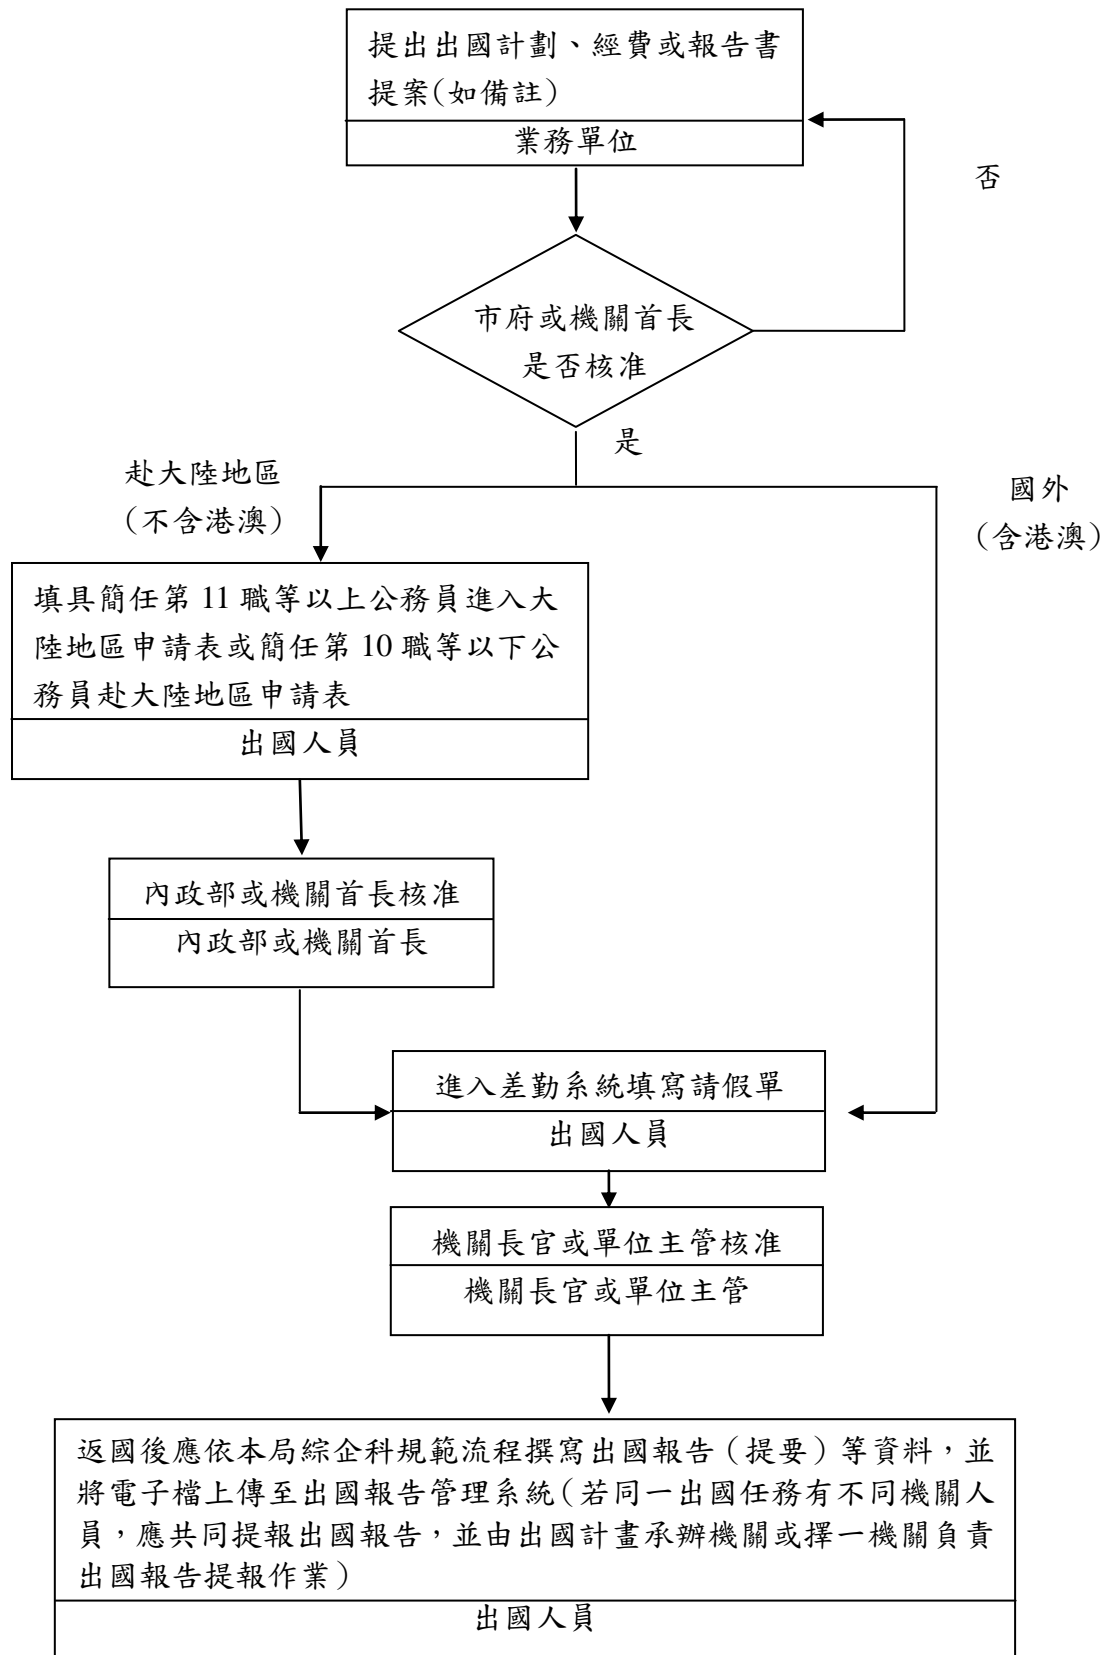 提出出國計劃、經費或報告書
提案(如備註)
業務單位
否
市府或機關首長
是否核准
是
赴大陸地區
(不含港澳)
國外
(含港澳)
填具簡任第 11 職等以上公務員進入大
陸地區申請表或簡任第 10 職等以下公
務員赴大陸地區申請表
出國人員
內政部或機關首長核准
內政部或機關首長
進入差勤系統填寫請假單
出國人員
機關長官或單位主管核准
機關長官或單位主管
返國後應依本局綜企科規範流程撰寫出國報告(提要)等資料,並
將電子檔上傳至出國報告管理系統(若同一出國任務有不同機關人
員,應共同提報出國報告,並由出國計畫承辦機關或擇一機關負責
出國報告提報作業)
出國人員